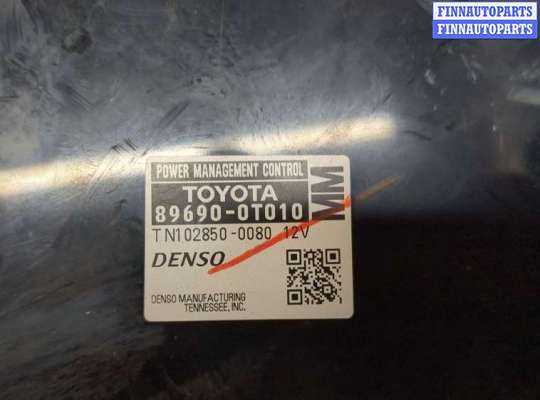 FINNAUTOPARTS
FINNAUTOPARTS
POWER MANAGEMENT CONTROL
TOYOTA
89690-0T010
MM
TN102850-0080 12V
DENSO
DENSO MANUFACTURING
TENNESSEE, INC.